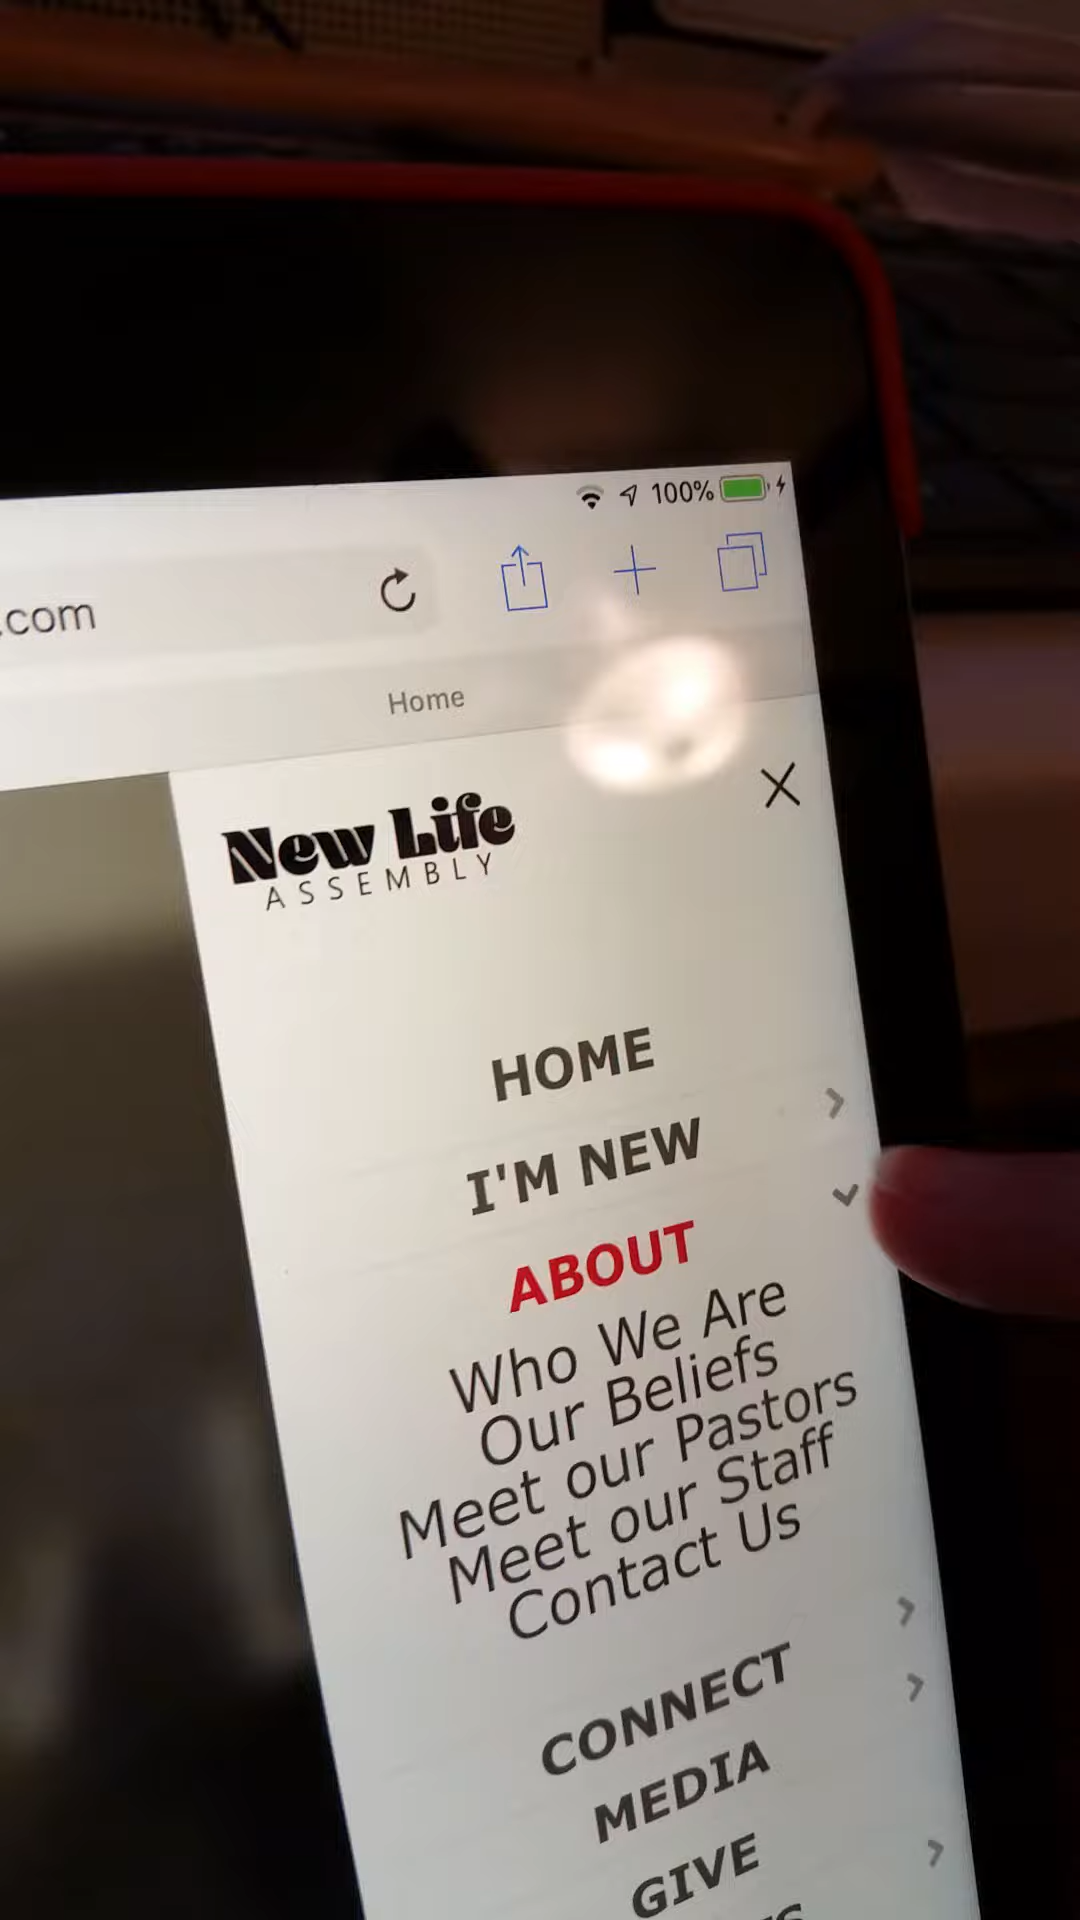 100%
.com
Home
New Life
ASSEMBLY
HOME
I'M NEW
ABOUT
Who We Are
Our Beliefs
Meet our Pastors
Meet our Staff
Contact Us
CONNECT
MEDIA
GIVE